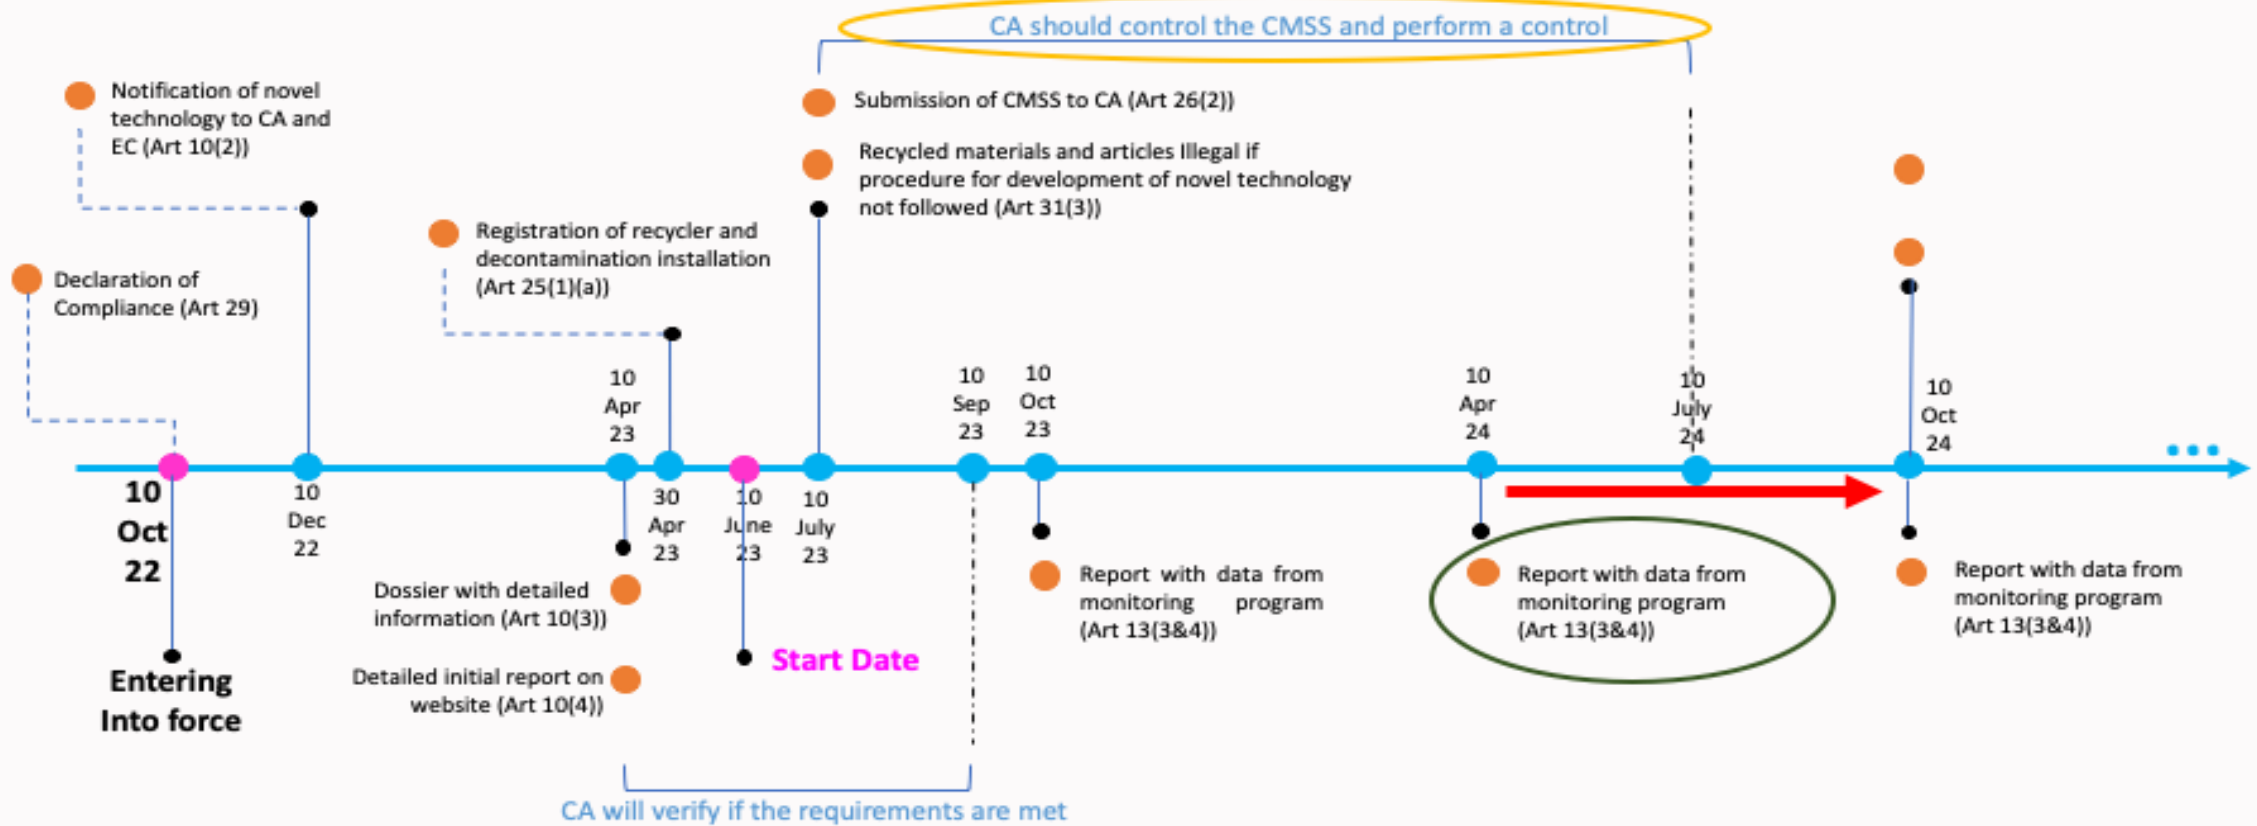 CA should control the CMSS and perform a control
Notification of novel
technology to CA and
EC (Art 10(2))
Submission of CMSS to CA (Art 26(2))
Recycled materials and articles Illegal if
procedure for development of novel technology
not followed (Art 31(3))
Registration of recycler and
decontamination installation
(Art 25(1)(a))
Declaration of
Compliance (Art 29)
10
Apr
23
10
Sep
23
10
Oct
23
10
Apr
24
10
July
24
10
Oct
24
...
10
Oct
22
10
Dec
22
30
Apr
23
10
June
23
10
July
23
Dossier with detailed
information (Art 10(3))
Detailed initial report on
website (Art 10(4))
Report with data from
monitoring program
(Art 13(3&4))
Report with data from
monitoring program
(Art 13(3&4))
Report with data from
monitoring program
(Art 13(3&4))
Start Date
Entering
Into force
CA will verify if the requirements are met